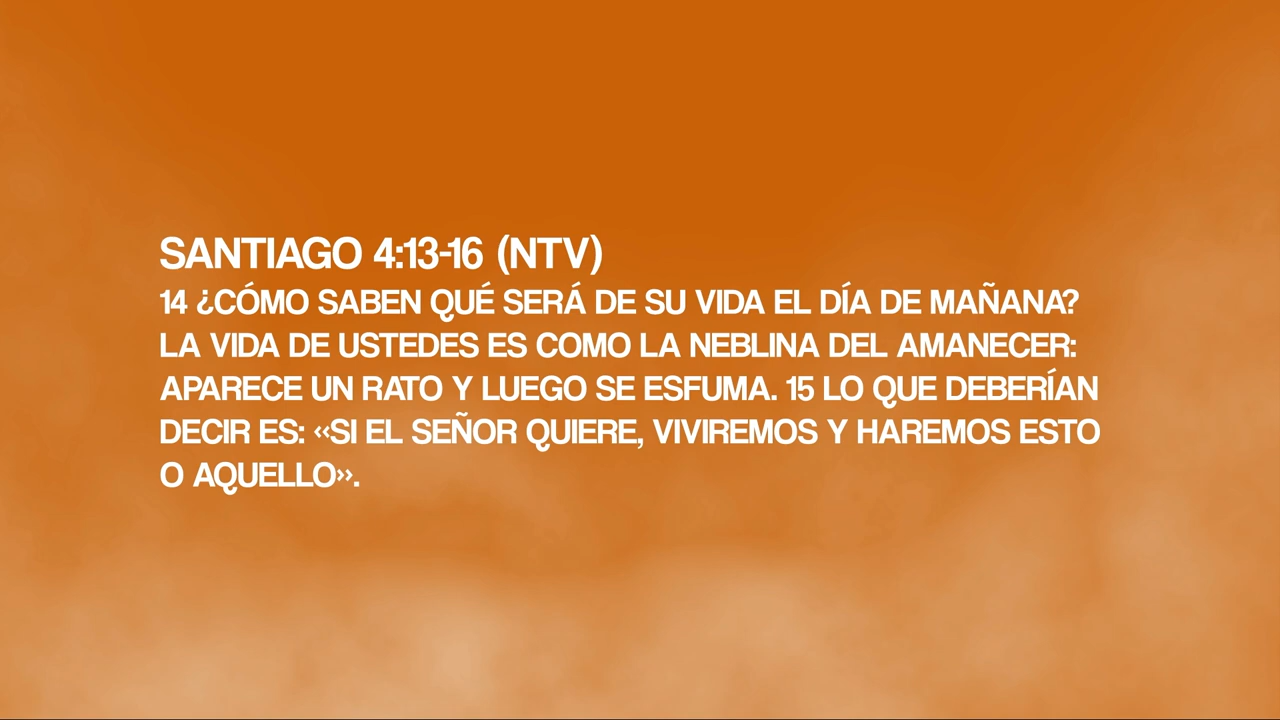 SANTIAGO 4:13-16 (NTV)
14 ¿CÓMO SABEN QUÉ SERÁ DE SU VIDA EL DÍA DE MAÑANA?
LA VIDA DE USTEDES ES COMO LA NEBLINA DEL AMANECER:
APARECE UN RATO Y LUEGO SE ESFUMA. 15 LO QUE DEBERÍAN
DECIR ES: «SI EL SEÑOR QUIERE, VIVIREMOS Y HAREMOS ESTO
O AQUELLO».